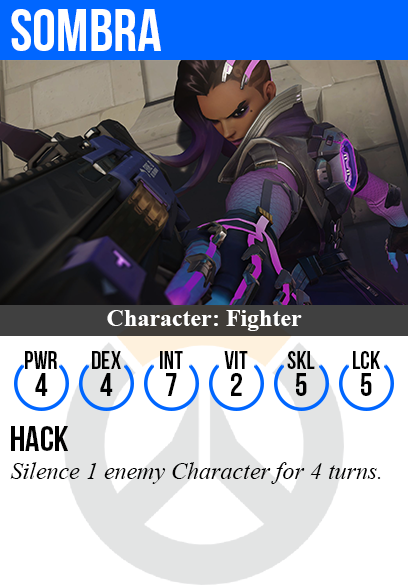 SOMBRA
Character: Fighter
PWR DEX INT VIT SKL LCK
4 4 7 2 5 5
HACK
Silence 1 enemy Character for 4 turns.